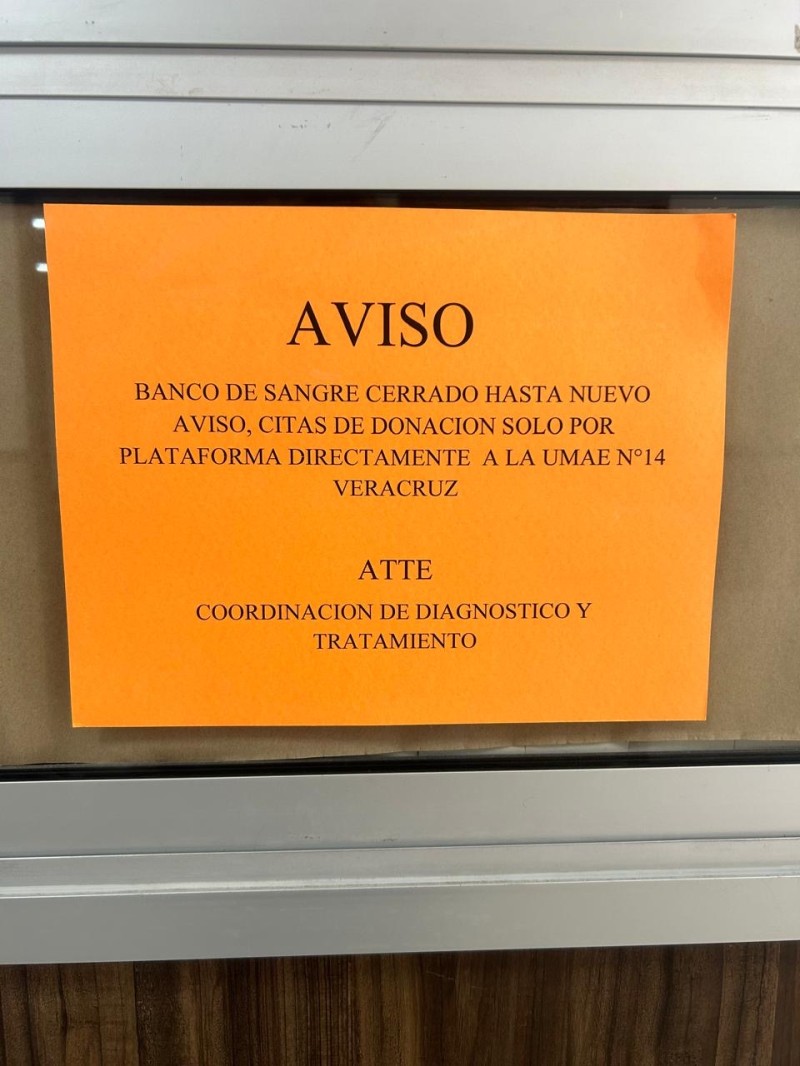 AVISO
BANCO DE SANGRE CERRADO HASTA NUEVO
AVISO, CITAS DE DONACION SOLO POR
PLATAFORMA DIRECTAMENTE A LA UMAE N°14
VERACRUZ
ATTE
COORDINACION DE DIAGNOSTICO Y
TRATAMIENTO